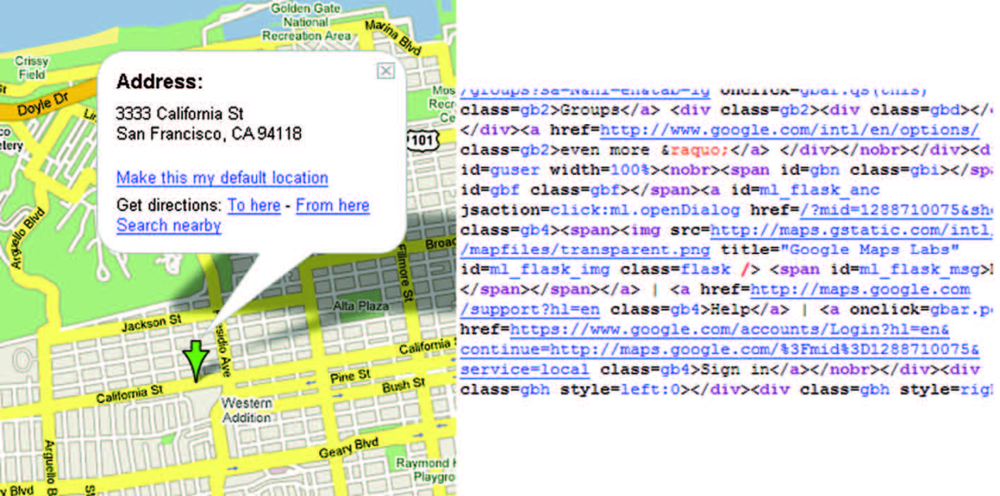 Golden Gate
National
Recreation Area
Marina Blvd
Crissy
Field
Doyle Dr
Address:
3333 California St
San Francisco, CA 94118
Make this my default location
Get directions: To here - From here
Search nearby
101
Arguello Blvd
Fillmore St
Alta Plaza
Jackson St
California St
Pine St
Bush St
California St
Western
Addition
Geary Blvd
Arguello B
Raymond
Playgro
Blvd
St
/groups?sa=N&hl=en&tab=lg onclick=gbar.qs(this)
class=gb2>Groups</a> <div class=gb2><div class=gbd></
</div><a href=http://www.google.com/intl/en/options/
class=gb2>even more &raquo;</a> </div></nobr></div><d
id=guser width=100%><nobr><span id=gbn class=gbi></sp
id=gbf class=gbf></span><a id=ml_flask_anc
jsaction=click:ml.openDialog href=/?mid=1288710075&sh
class=gb4><span><img src=http://maps.gstatic.com/intl
/mapfiles/transparent.png title="Google Maps Labs"
id=ml_flask_img class=flask /> <span id=ml_flask_msg>
</span></span></a> | <a href=http://maps.google.com
/support?hl=en class=gb4>Help</a> | <a onclick=gbar.p
href=https://www.google.com/accounts/Login?hl=en&
continue=http://maps.google.com/%3Fmid%3D1288710075&
service=local class=gb4>Sign in</a></nobr></div><div
class=gbh style=left:0></div><div class=gbh style=rig